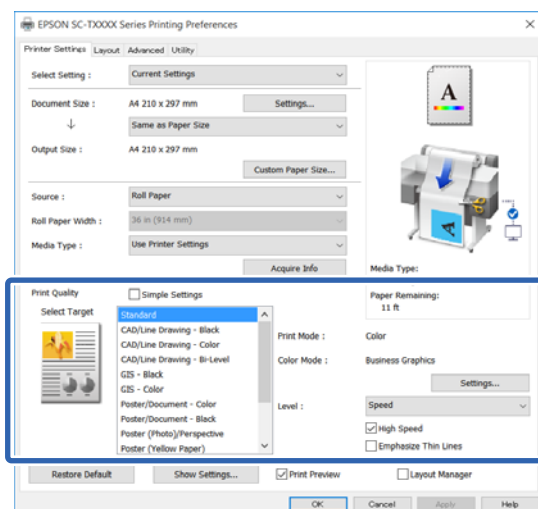 EPSON SC-TXXXX Series Printing Preferences
Printer Settings Layout Advanced Utility
Select Setting : Current Settings
Document Size : A4 210 x 297 mm Settings...
Same as Paper Size
Output Size : A4 210 x 297 mm
Custom Paper Size...
Source : Roll Paper
Roll Paper Width : 36 in (914 mm)
Media Type : Use Printer Settings
Acquire Info
A
Media Type:
Paper Remaining:
11 ft
Print Quality Simple Settings
Select Target
Standard
CAD/Line Drawing - Black
CAD/Line Drawing - Color
CAD/Line Drawing - Bi-Level
GIS - Black
GIS - Color
Poster/Document - Color
Poster/Document - Black
Poster (Photo)/Perspective
Poster (Yellow Paper)
Print Mode : Color
Color Mode : Business Graphics
Settings...
Level : Speed
High Speed
Emphasize Thin Lines
Restore Default Show Settings... Print Preview Layout Manager
OK Cancel Apply Help